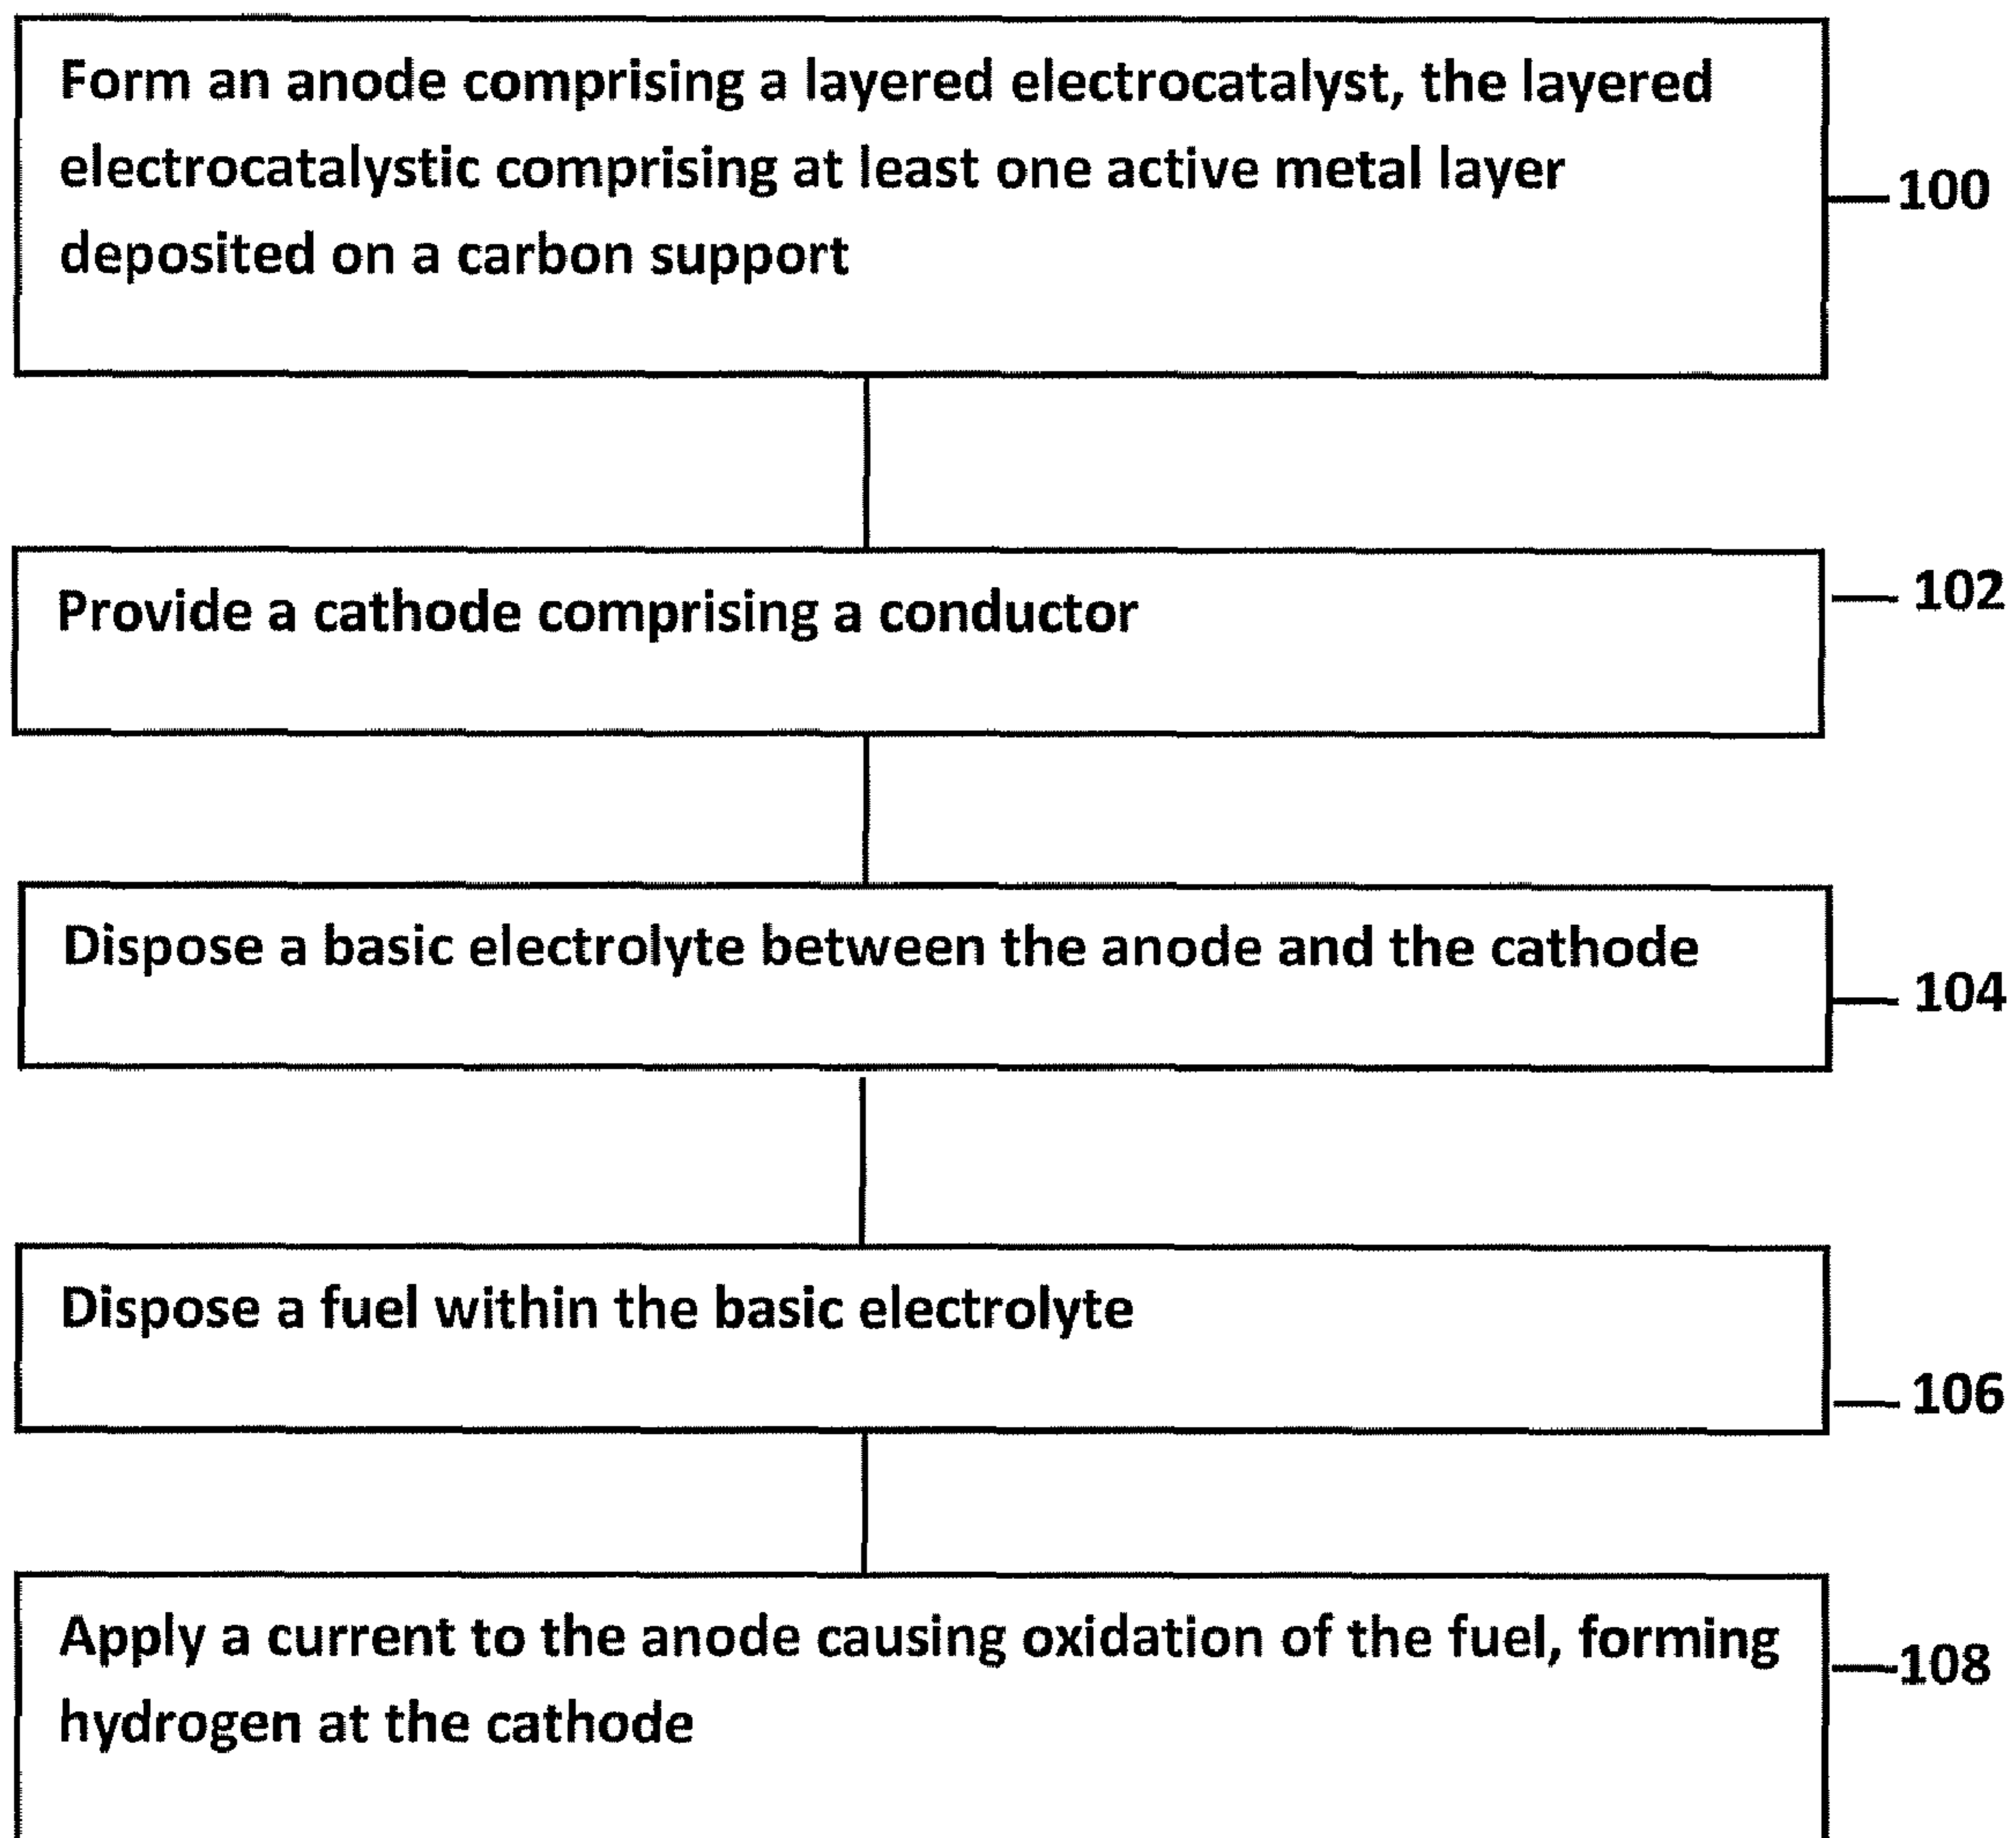 Form an anode comprising a layered electrocatalyst, the layered
electrocatalystic comprising at least one active metal layer
deposited on a carbon support
100
Provide a cathode comprising a conductor
102
Dispose a basic electrolyte between the anode and the cathode
104
Dispose a fuel within the basic electrolyte
106
Apply a current to the anode causing oxidation of the fuel, forming
hydrogen at the cathode
108